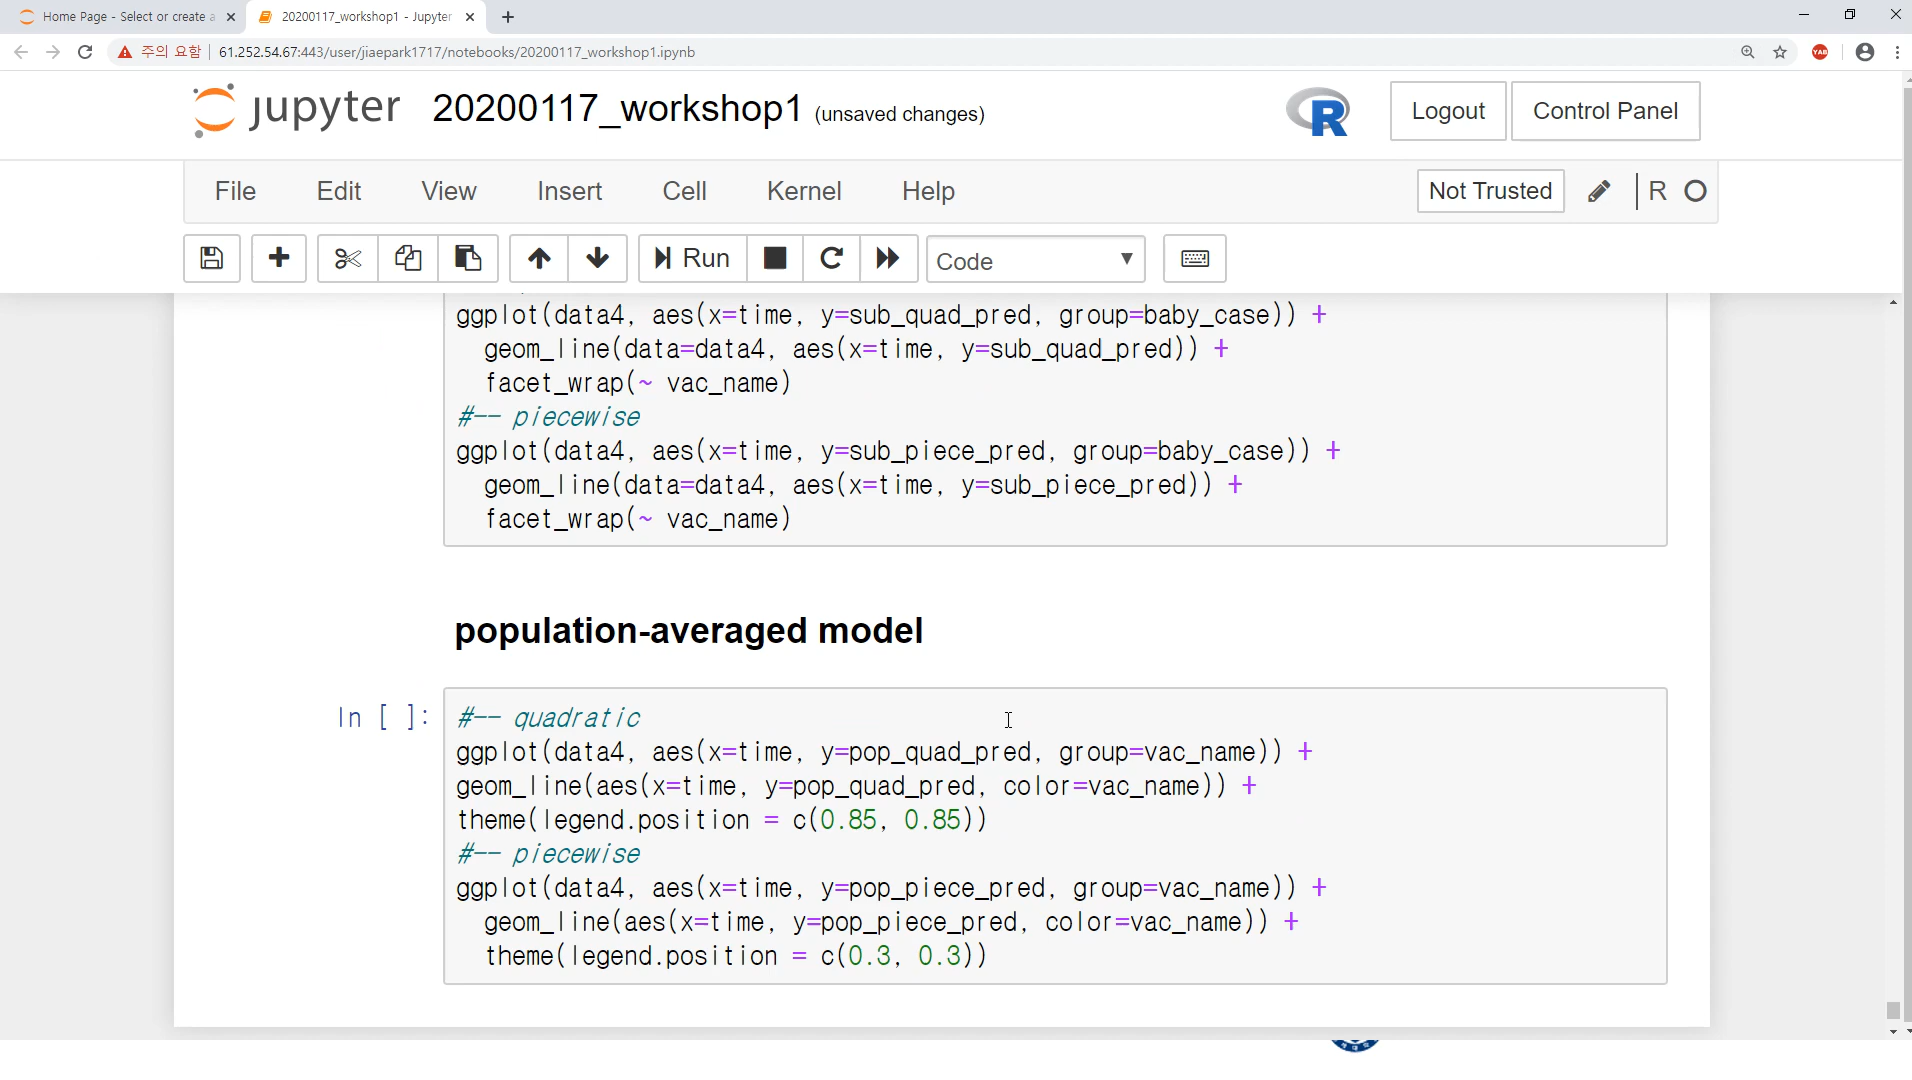 Home Page - Select or create a
20200117_workshop1 - Jupyter
주의 요함
61.252.54.67:443/user/jiaepark1717/notebooks/20200117_workshop1.ipynb
YAB
jupyter
20200117_workshop1 (unsaved changes)
R
Logout
Control Panel
File
Edit
View
Insert
Cell
Kernel
Help
Not Trusted
R
Run
Code
ggplot(data4, aes(x=time, y=sub_quad_pred, group=baby_case)) +
geom_line(data=data4, aes(x=time, y=sub_quad_pred)) +
facet_wrap(~ vac_name)
#-- piecewise
ggplot(data4, aes(x=time, y=sub_piece_pred, group=baby_case)) +
geom_line(data=data4, aes(x=time, y=sub_piece_pred)) +
facet_wrap(~ vac_name)
population-averaged model
In [ ]:
#-- quadratic
ggplot(data4, aes(x=time, y=pop_quad_pred, group=vac_name)) +
geom_line(aes(x=time, y=pop_quad_pred, color=vac_name)) +
theme(legend.position = c(0.85, 0.85))
#-- piecewise
ggplot(data4, aes(x=time, y=pop_piece_pred, group=vac_name)) +
geom_line(aes(x=time, y=pop_piece_pred, color=vac_name)) +
theme(legend.position = c(0.3, 0.3))